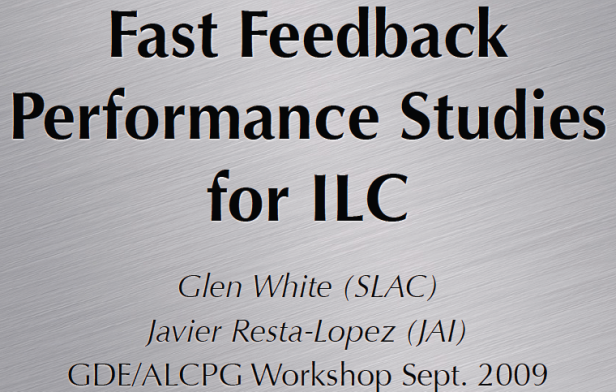 Fast Feedback
Performance Studies
for ILC
Glen White (SLAC)
Javier Resta-Lopez (JAI)
GDE/ALCPG Workshop Sept. 2009